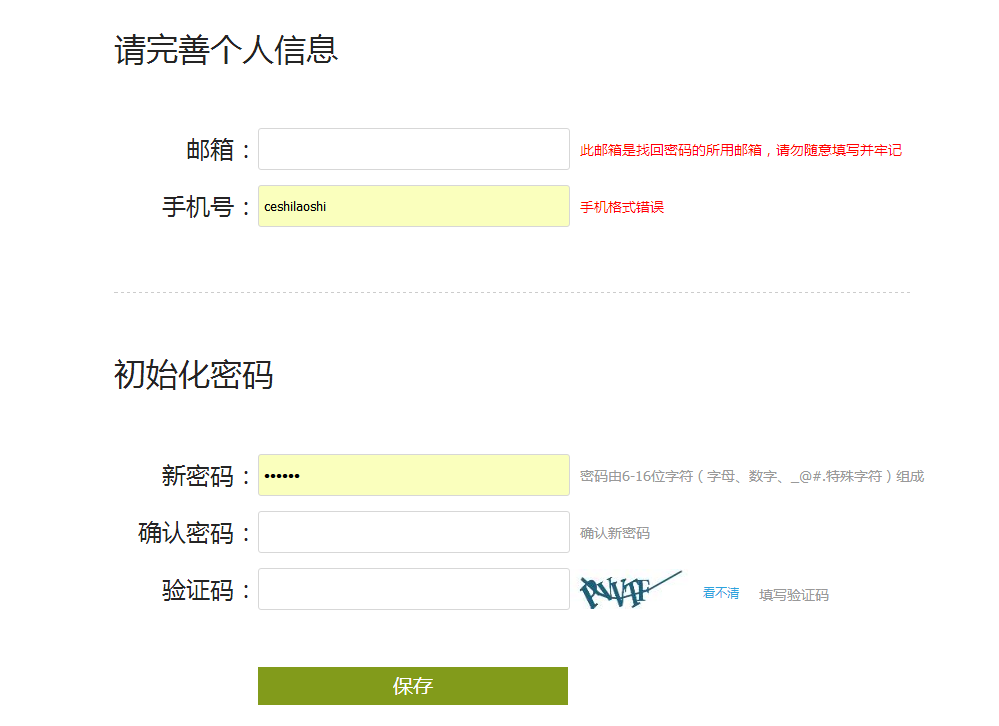 请完善个人信息
邮箱： 此邮箱是找回密码的所用邮箱，请勿随意填写并牢记
手机号： ceshilaoshi 手机格式错误
初始化密码
新密码： •••••• 密码由6-16位字符（字母、数字、_@#.特殊字符）组成
确认密码： 确认新密码
验证码： 看不清 填写验证码
保存